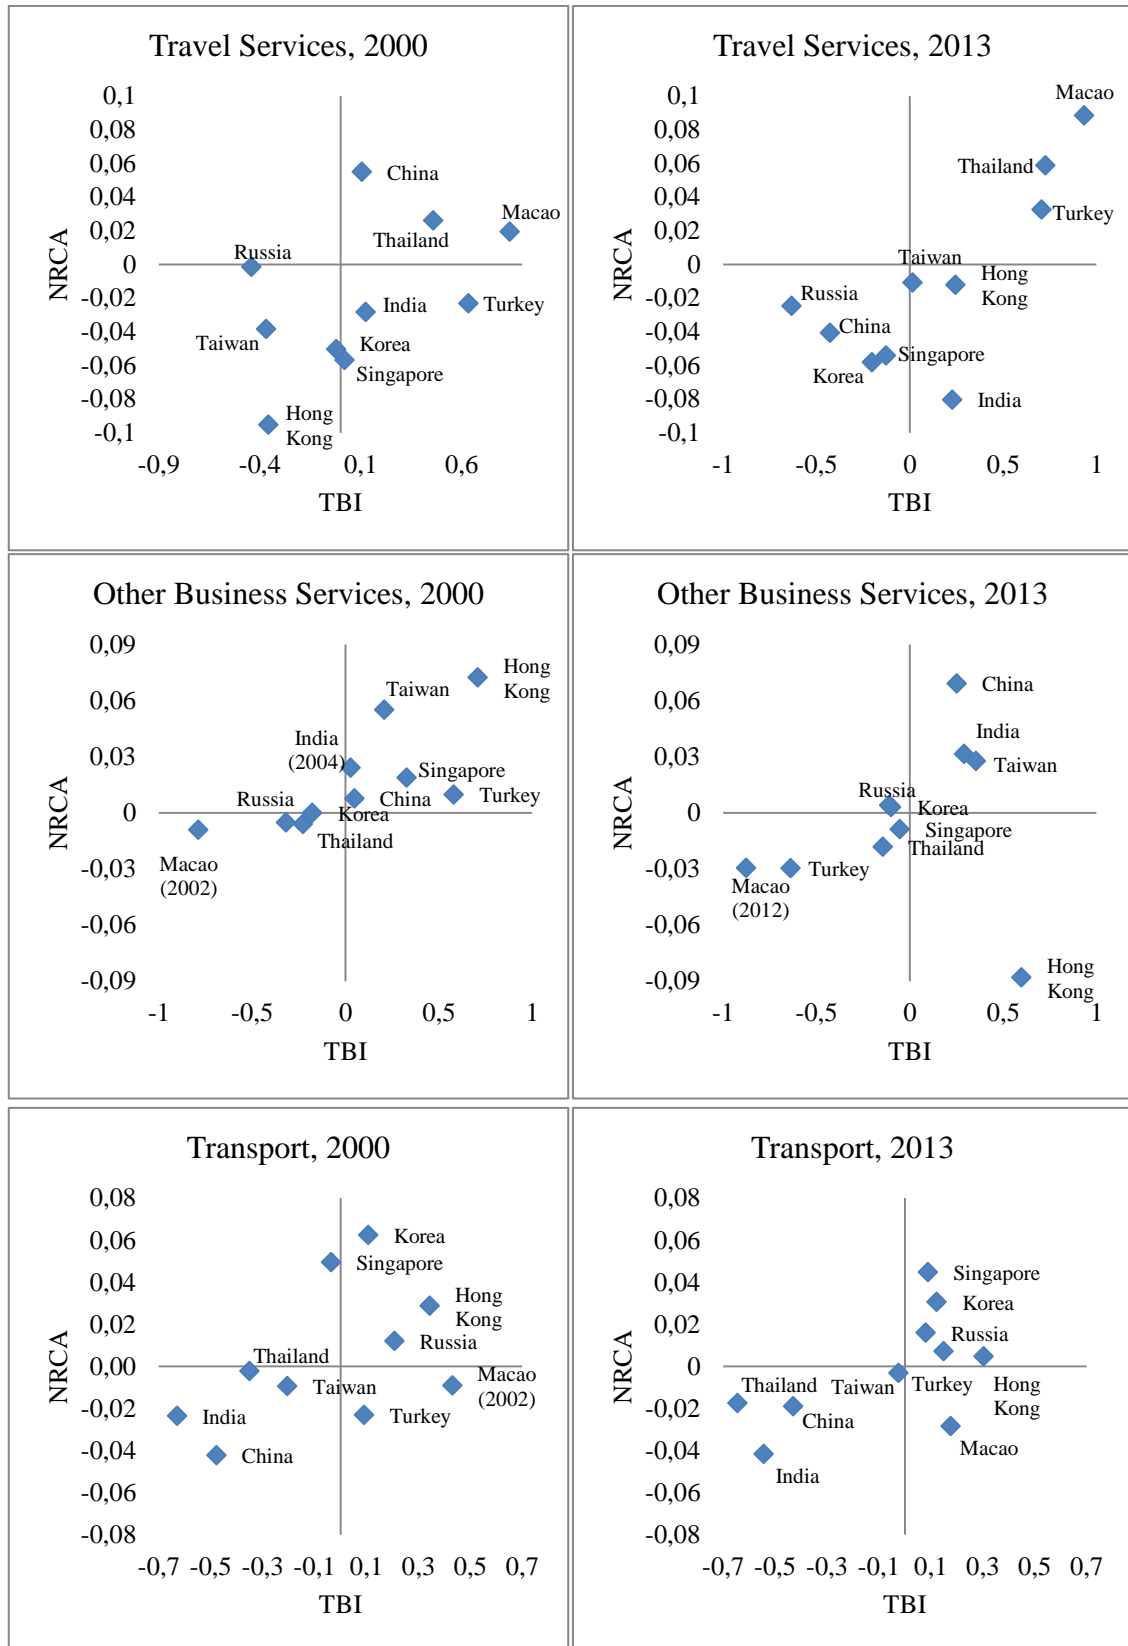 Travel Services, 2000
0,1
0,08
0,06
0,04
0,02
0
-0,02
-0,04
-0,06
-0,08
-0,1
NRCA
China
Macao
Thailand
Russia
India
Turkey
Taiwan
Korea
Singapore
Hong
Kong
-0,9 -0,4 0,1 0,6
TBI
Travel Services, 2013
0,1
0,08
0,06
0,04
0,02
0
-0,02
-0,04
-0,06
-0,08
-0,1
NRCA
Macao
Thailand
Turkey
Taiwan
Hong
Kong
Russia
China
Singapore
Korea
India
-1 -0,5 0 0,5 1
TBI
Other Business Services, 2000
0,09
0,06
0,03
0
-0,03
-0,06
-0,09
NRCA
Hong
Kong
Taiwan
India
(2004)
Singapore
Russia
China
Turkey
Korea
Thailand
Macao
(2002)
-1 -0,5 0 0,5 1
TBI
Other Business Services, 2013
0,09
0,06
0,03
0
-0,03
-0,06
-0,09
NRCA
China
India
Taiwan
Russia
Korea
Singapore
Thailand
Turkey
Macao
(2012)
Hong
Kong
-1 -0,5 0 0,5 1
TBI
Transport, 2000
0,08
0,06
0,04
0,02
0,00
-0,02
-0,04
-0,06
-0,08
NRCA
Korea
Singapore
Hong
Kong
Russia
Thailand
Taiwan
Macao
(2002)
India
Turkey
China
-0,7 -0,5 -0,3 -0,1 0,1 0,3 0,5 0,7
TBI
Transport, 2013
0,08
0,06
0,04
0,02
0
-0,02
-0,04
-0,06
-0,08
NRCA
Singapore
Korea
Russia
Thailand
Taiwan
Turkey
Hong
Kong
China
Macao
India
-0,7 -0,5 -0,3 -0,1 0,1 0,3 0,5 0,7
TBI